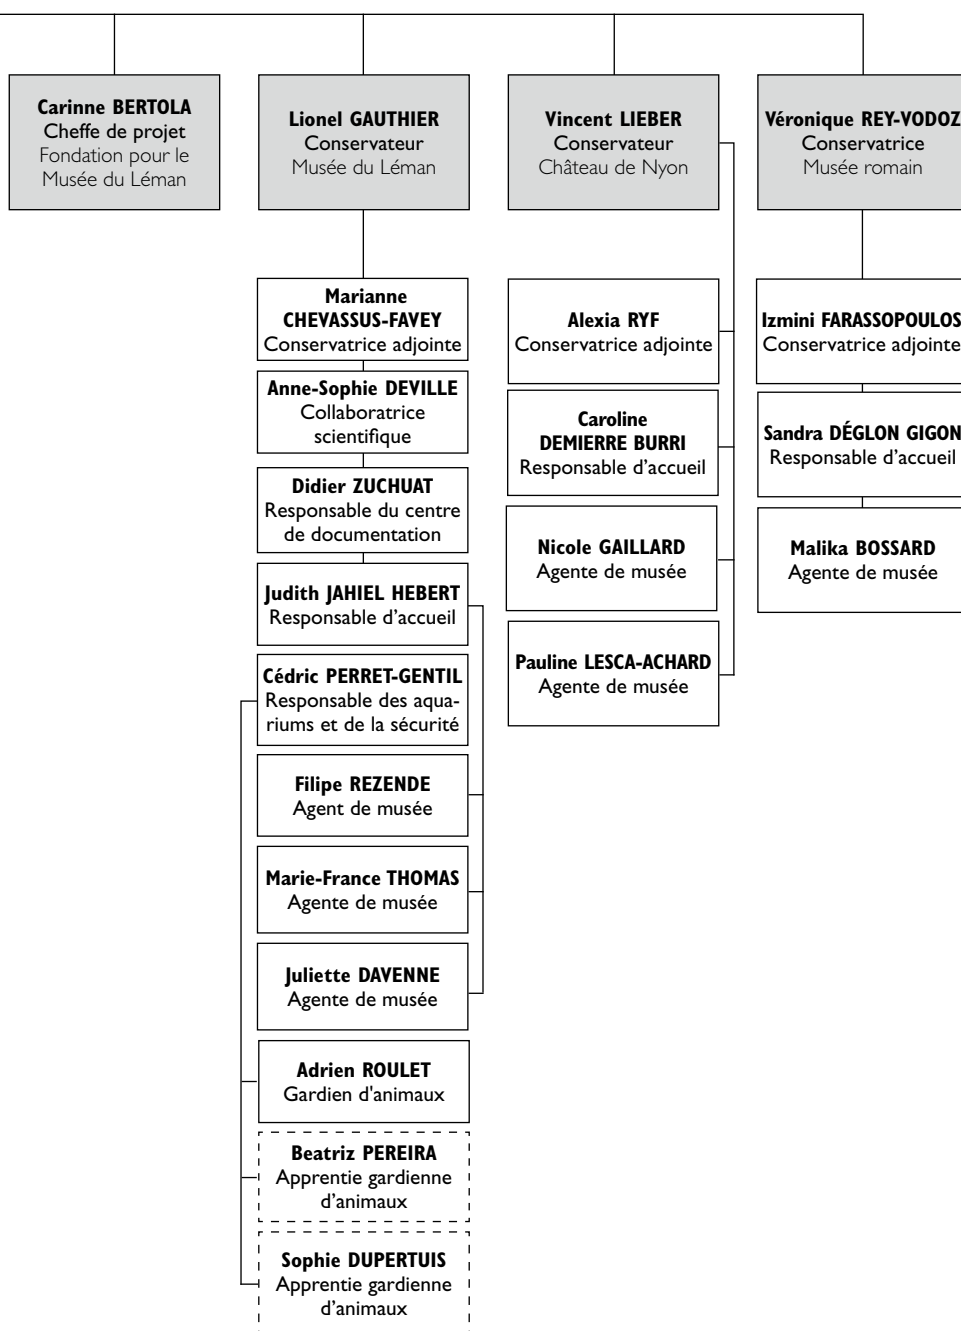 Carinne BERTOLA
Cheffe de projet
Fondation pour le
Musée du Léman
Lionel GAUTHIER
Conservateur
Musée du Léman
Vincent LIEBER
Conservateur
Château de Nyon
Véronique REY-VODOZ
Conservatrice
Musée romain
Marianne
CHEVASSUS-FAVEY
Conservatrice adjointe
Anne-Sophie DEVILLE
Collaboratrice
scientifique
Didier ZUCHUAT
Responsable du centre
de documentation
Judith JAHIEL HEBERT
Responsable d’accueil
Cédric PERRET-GENTIL
Responsable des aqua-
riums et de la sécurité
Filipe REZENDE
Agent de musée
Marie-France THOMAS
Agente de musée
Juliette DAVENNE
Agente de musée
Adrien ROULET
Gardien d'animaux
Beatriz PEREIRA
Apprentie gardienne
d’animaux
Sophie DUPERTUIS
Apprentie gardienne
d’animaux
Alexia RYF
Conservatrice adjointe
Caroline
DEMIERRE BURRI
Responsable d’accueil
Nicole GAILLARD
Agente de musée
Pauline LESCA-ACHARD
Agente de musée
Izmini FARASSOPOULOS
Conservatrice adjointe
Sandra DÉGLON GIGON
Responsable d’accueil
Malika BOSSARD
Agente de musée